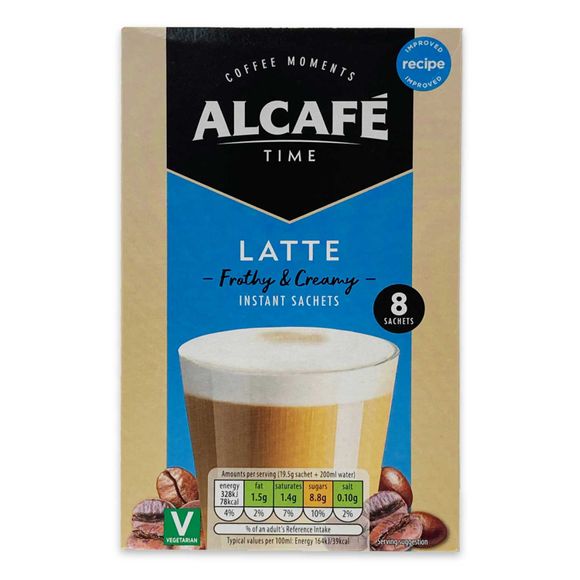 COFFEE MOMENTS
IMPROVED
recipe
IMPROVED
ALCAFÉ
TIME
LATTE
– Frothy & Creamy –
INSTANT SACHETS
8
SACHETS
Amounts per serving (19.5g sachet + 200ml water)
energy fat saturates sugars salt
328kJ
78kcal 1.5g 1.4g 8.8g 0.10g
4% 2% 7% 10% 2%
% of an adult's Reference Intake
Typical values per 100ml: Energy 164kJ/39kcal
V
VEGETARIAN
Serving suggestion